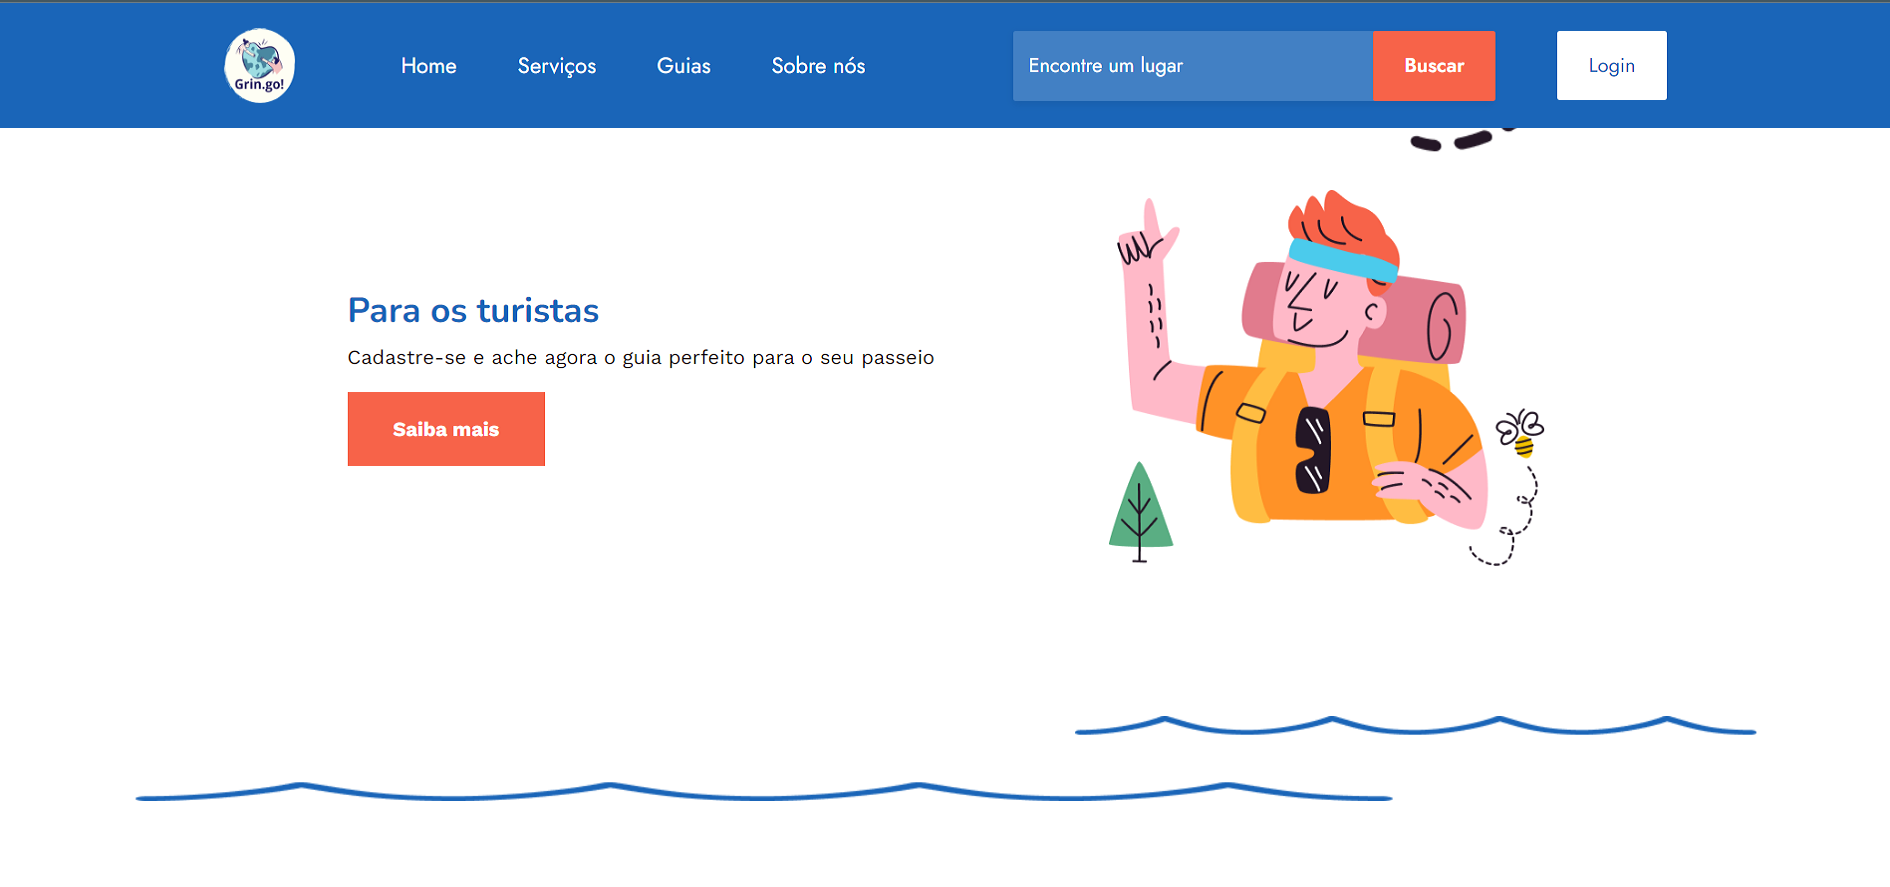 Grin.go!
Home
Serviços
Guias
Sobre nós
Encontre um lugar
Buscar
Login
Para os turistas
Cadastre-se e ache agora o guia perfeito para o seu passeio
Saiba mais